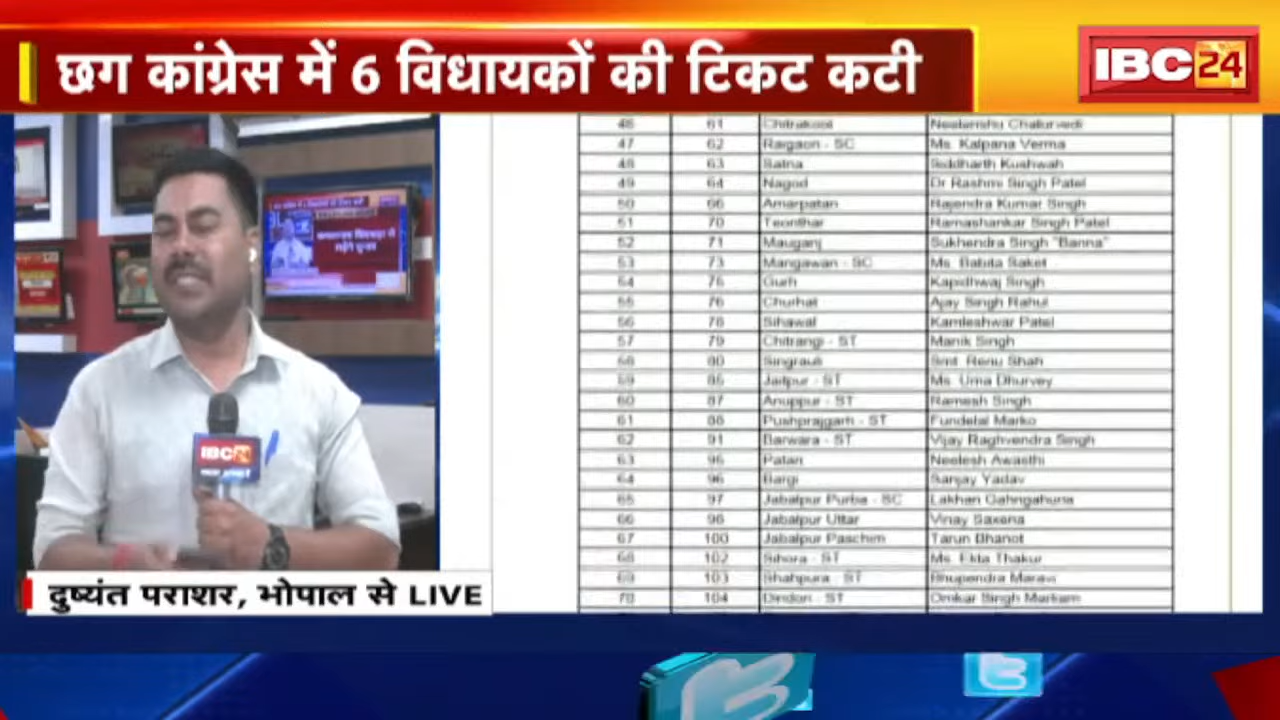 छग कांग्रेस में 6 विधायकों की टिकट कटी
IBC24
46 61 Chitrakoot Neelanshu Chaturvedi
47 62 Raigaon - SC Ms. Kalpana Verma
48 63 Satna Siddharth Kushwah
49 64 Nagod Dr Rashmi Singh Patel
50 66 Amarpatan Rajendra Kumar Singh
51 70 Teonthar Ramashankar Singh Patel
52 71 Mauganj Sukhendra Singh "Banna"
53 73 Mangawan - SC Ms. Babita Saket
54 75 Gurh Kapidhwaj Singh
55 76 Churhat Ajay Singh Rahul
56 78 Sihawal Kamleshwar Patel
57 79 Chitrangi - ST Manik Singh
58 80 Singrauli Smt. Renu Shah
59 85 Jaitpur - ST Ms. Uma Dhurvey
60 87 Anuppur - ST Ramesh Singh
61 88 Pushprajgarh - ST Fundelal Marko
62 91 Barwara - ST Vijay Raghvendra Singh
63 95 Patan Neelesh Awasthi
64 96 Bargi Sanjay Yadav
65 97 Jabalpur Purba - SC Lakhan Ghanghoria
66 98 Jabalpur Uttar Vinay Saxena
67 100 Jabalpur Paschim Tarun Bhanot
68 102 Sihora - ST Ms. Ekta Thakur
69 103 Shahpura - ST Bhupendra Maravi
70 104 Dindori - ST Omkar Singh Markam
IBC24
दुष्यंत पराशर, भोपाल से LIVE